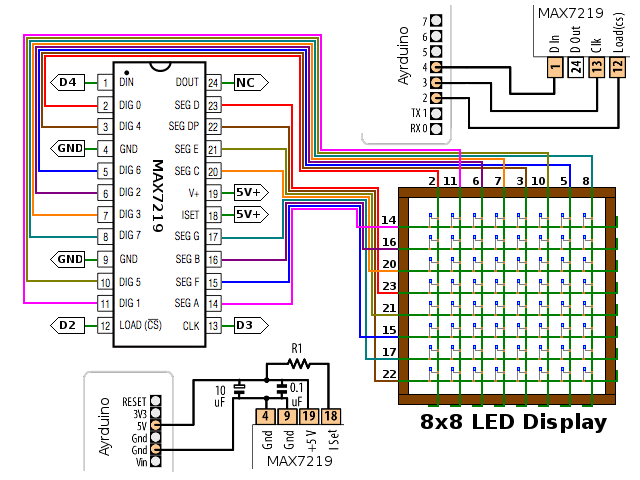 7
6
5
4
3
2
TX 1
RX 0
Ayrduino
MAX7219
1 D In
24 D Out
13 Clk
12 Load(cs)
D4 1 DIN DOUT 24 NC
2 DIG 0 SEG D 23
3 DIG 4 SEG DP 22
GND 4 GND SEG E 21
5 DIG 6 SEG C 20
6 DIG 2 V+ 19 5V+
7 DIG 3 ISET 18 5V+
8 DIG 7 SEG G 17
GND 9 GND SEG B 16
10 DIG 5 SEG F 15
11 DIG 1 SEG A 14
D2 12 LOAD (CS) CLK 13 D3
MAX7219
2 11 6 7 3 10 5 8
14
16
20
23
21
15
17
22
8x8 LED Display
Ayrduino
RESET
3V3
5V
Gnd
Gnd
Vin
R1
10 uF
0.1 uF
4 9 19 18
Gnd
Gnd
+5 V
I Set
MAX7219